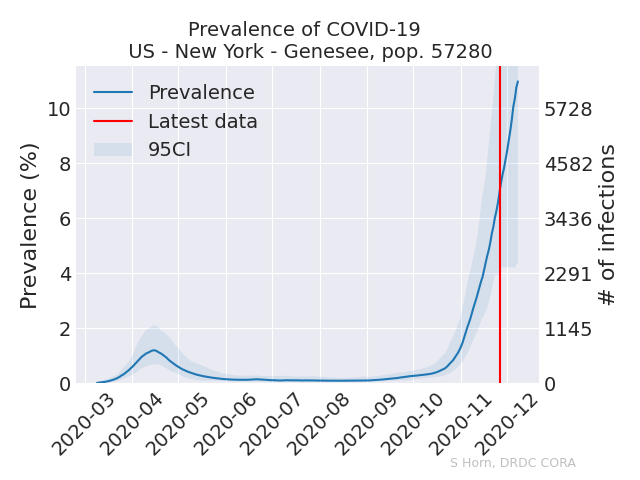 Prevalence of COVID-19
US - New York - Genesee, pop. 57280
Prevalence
Latest data
95CI
Prevalence (%)
10
8
6
4
2
0
5728
4582
3436
2291
1145
0
# of infections
2020-03
2020-04
2020-05
2020-06
2020-07
2020-08
2020-09
2020-10
2020-11
2020-12
S Horn, DRDC CORA